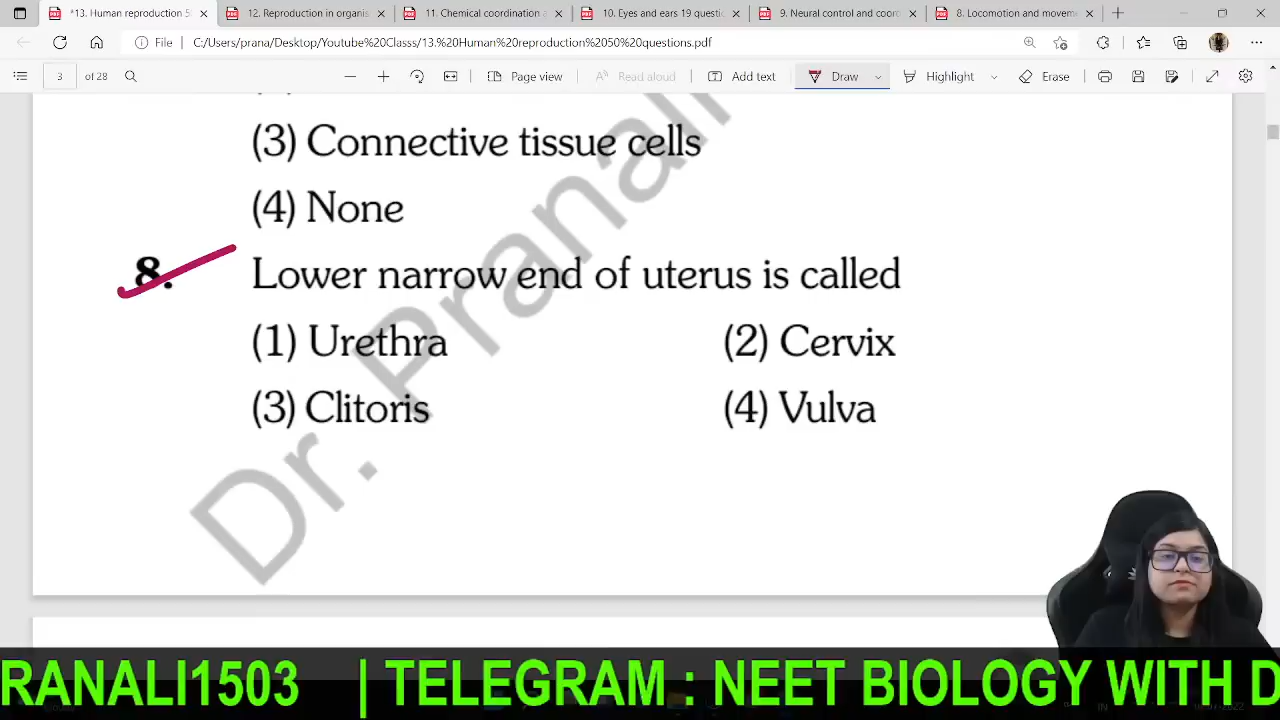 *13. Human reproduction 5
12. Reproduction in organis
11. Chemical coordination a
10. Eyes and ears 19 questi
9. Neural control and coor
8. Locomotion and moveme
File C:/Users/prana/Desktop/Youtube%20Classs/13.%20Human%20reproduction%2050%20questions.pdf
3 of 28 Page view Read aloud Add text Draw Highlight Erase
(3) Connective tissue cells
(4) None
8. Lower narrow end of uterus is called
(1) Urethra (2) Cervix
(3) Clitoris (4) Vulva
Dr. Pranali
RANALI1503 | TELEGRAM : NEET BIOLOGY WITH D